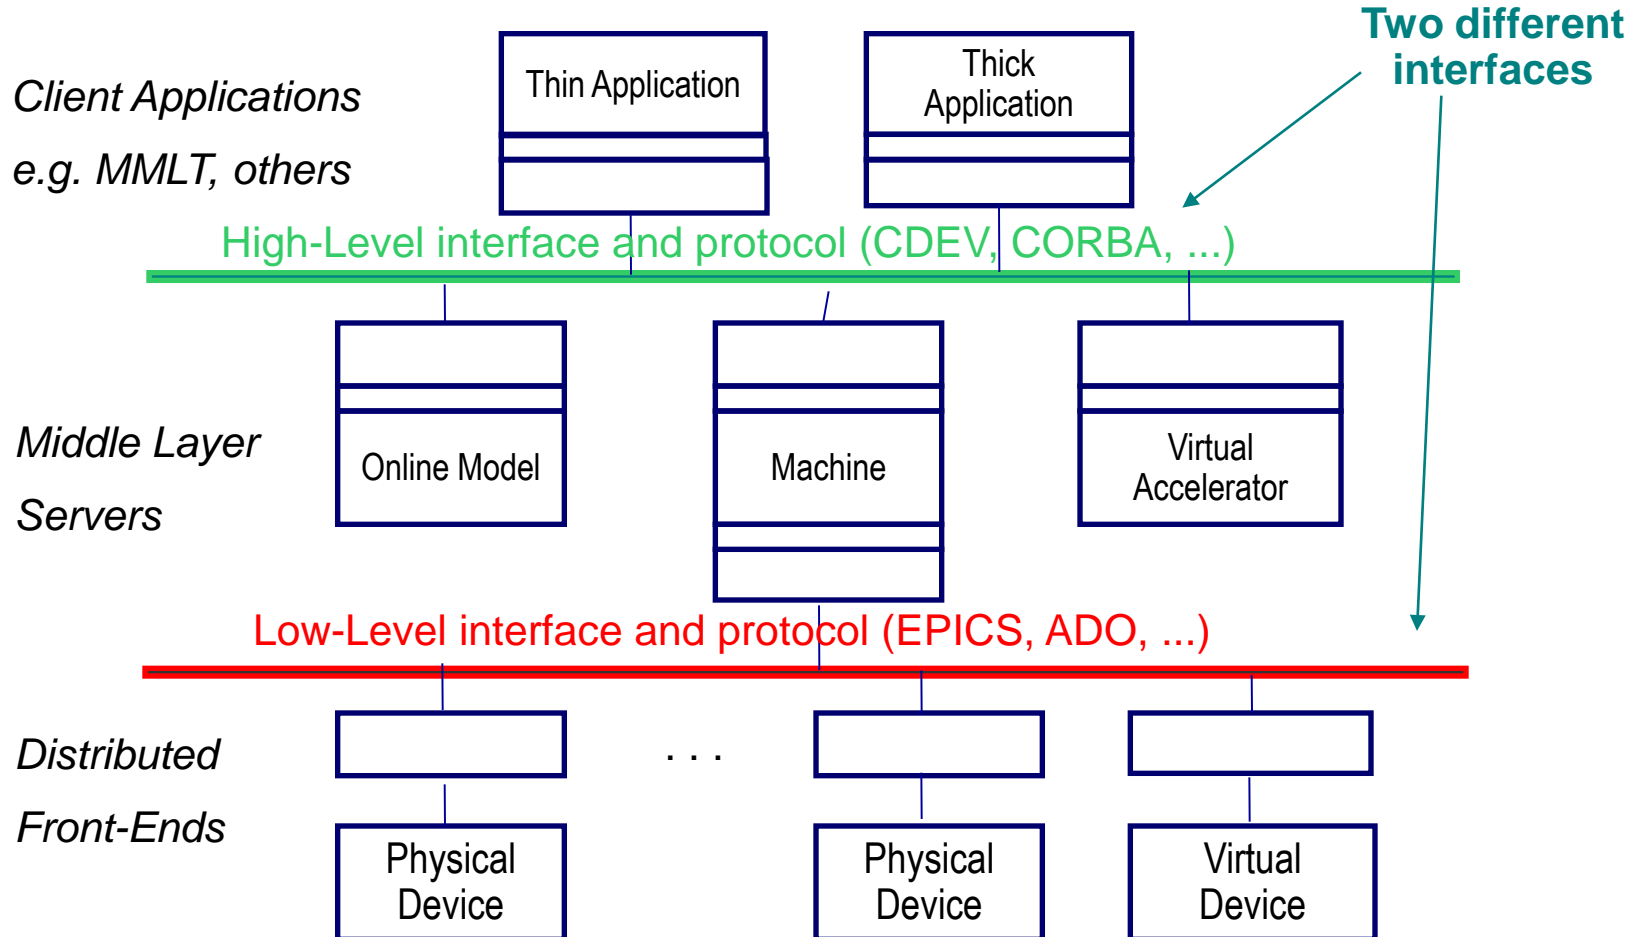 Two different
interfaces
Client Applications
e.g. MMLT, others
Thin Application
Thick
Application
High-Level interface and protocol (CDEV, CORBA, ...)
Middle Layer
Servers
Online Model
Machine
Virtual
Accelerator
Low-Level interface and protocol (EPICS, ADO, ...)
Distributed
Front-Ends
. . .
Physical
Device
Physical
Device
Virtual
Device